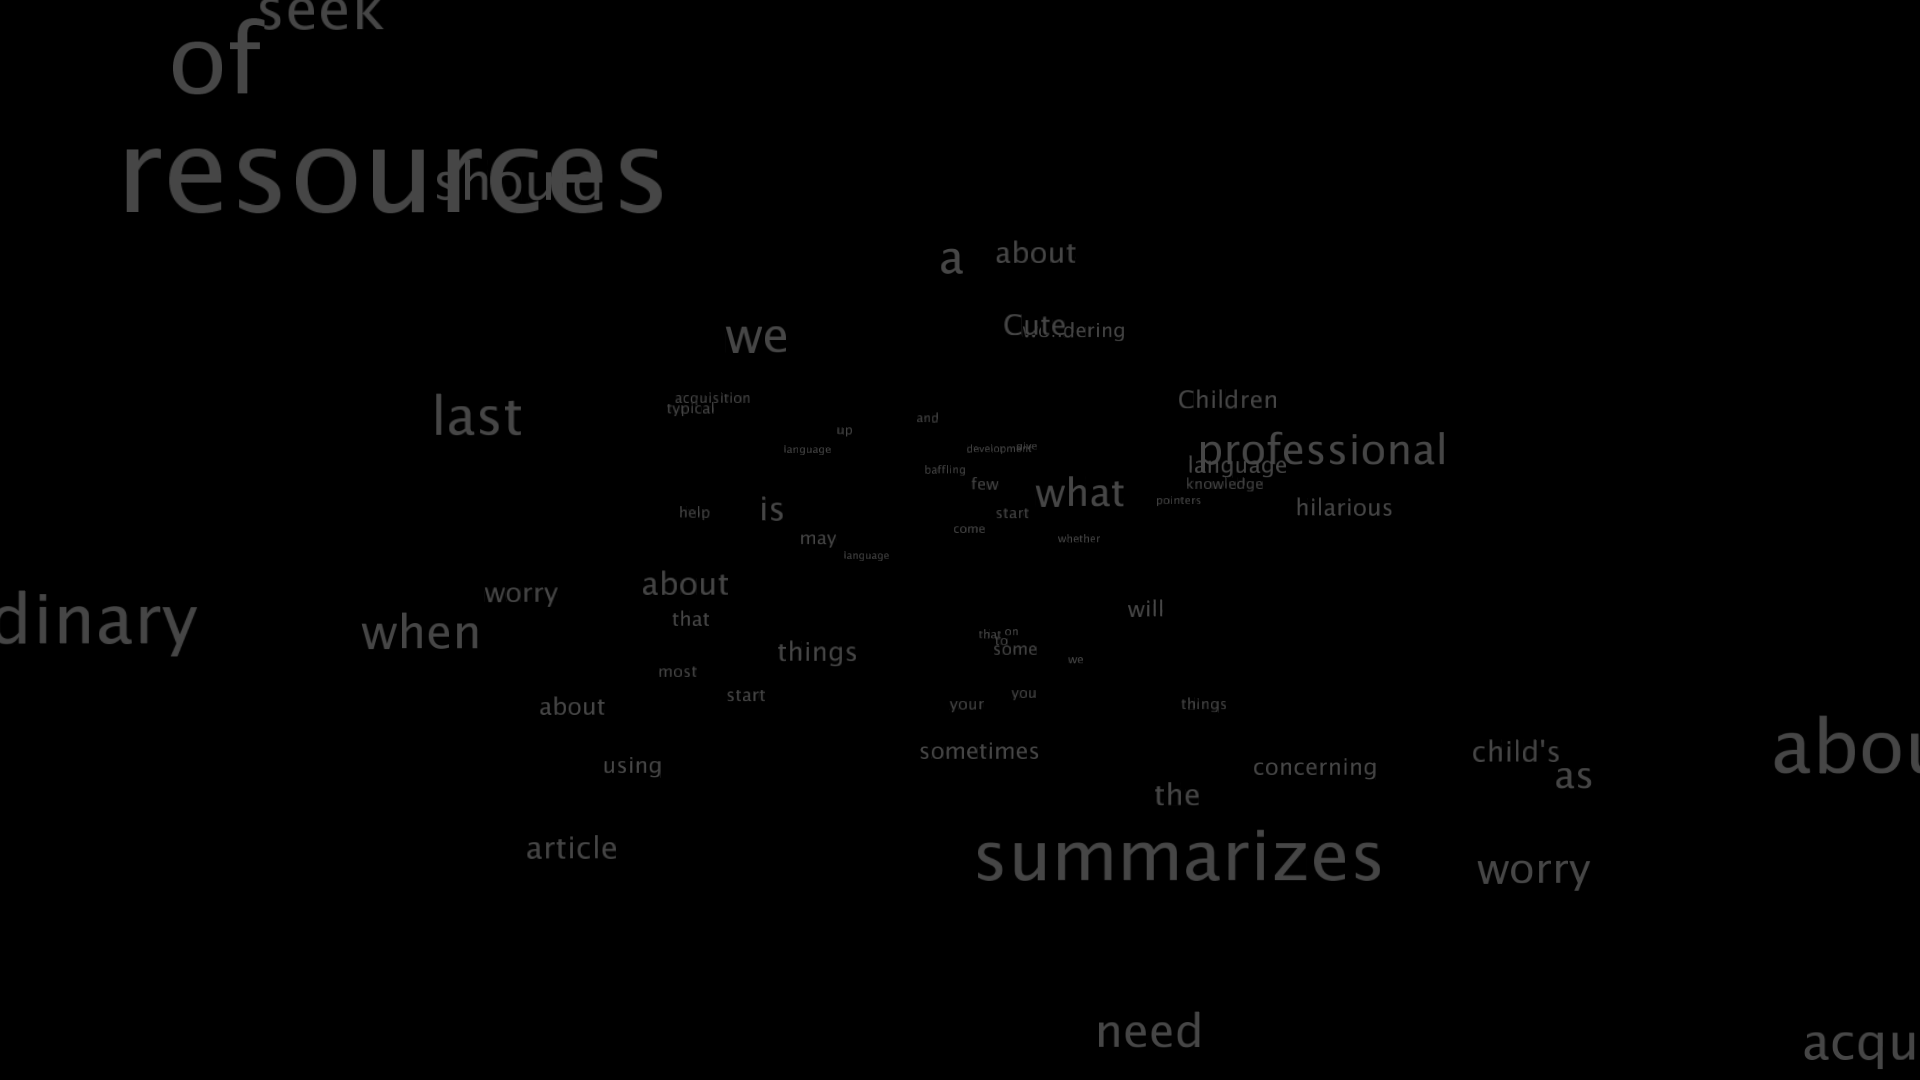 seek
of
resources
should
a
about
we
Cute
wondering
acquisition
typical
Children
last
and
up
language
development
give
professional
language
baffling
few
what
knowledge
pointers
hilarious
help
is
start
come
may
whether
language
about
worry
dinary
when
that
will
things
that
on
to
some
we
most
start
you
your
things
about
using
sometimes
concerning
child's
as
abou
the
article
summarizes
worry
need
acqu